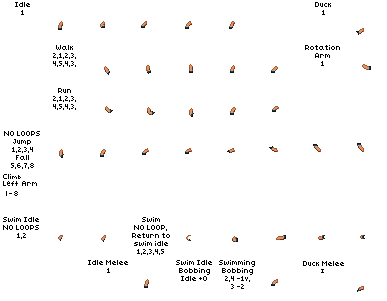 Idle
1
Duck
1
Walk
2,1,2,3,
4,5,4,3,
Rotation
Arm
1
Run
2,1,2,3,
4,5,4,3,
NO LOOPS
Jump
1,2,3,4
Fall
5,6,7,8
Climb
Left Arm
1-8
Swim Idle
NO LOOPS
1,2
Swim
NO LOOP,
Return to
swim idle
1,2,3,4,5
Swim Idle
Bobbing
Idle +0
Swimming
Bobbing
2,4 -1v,
3 -2
Idle Melee
1
Duck Melee
1